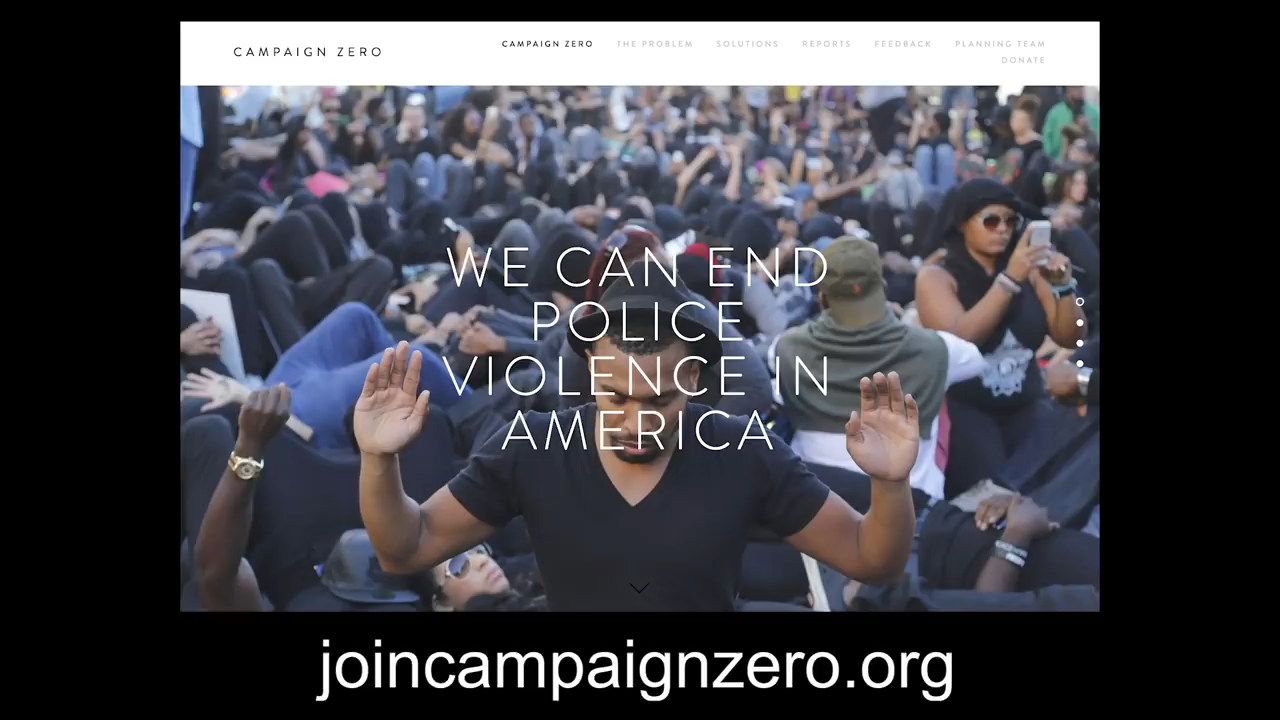 CAMPAIGN ZERO
CAMPAIGN ZERO THE PROBLEM SOLUTIONS REPORTS FEEDBACK PLANNING TEAM
DONATE
WE CAN END
POLICE
VIOLENCE IN
AMERICA
joincampaignzero.org